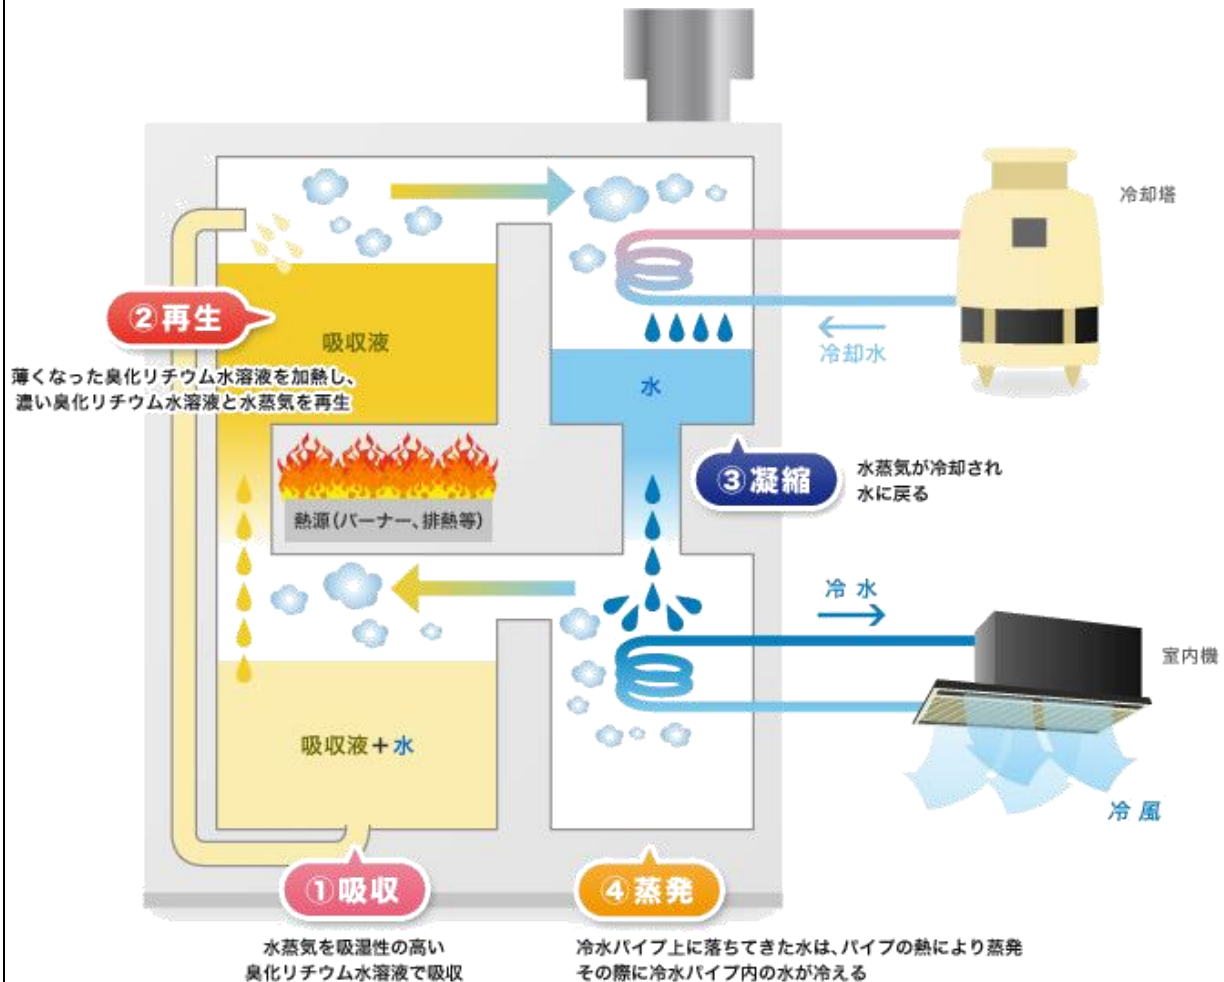 冷却塔
②再生
吸収液
冷却水
薄くなった臭化リチウム水溶液を加熱し、
濃い臭化リチウム水溶液と水蒸気を再生
水
③凝縮
水蒸気が冷却され
水に戻る
熱源(バーナー、排熱等)
冷水
室内機
吸収液+水
冷風
①吸収
④蒸発
水蒸気を吸湿性の高い
臭化リチウム水溶液で吸収
冷水パイプ上に落ちてきた水は、パイプの熱により蒸発
その際に冷水パイプ内の水が冷える